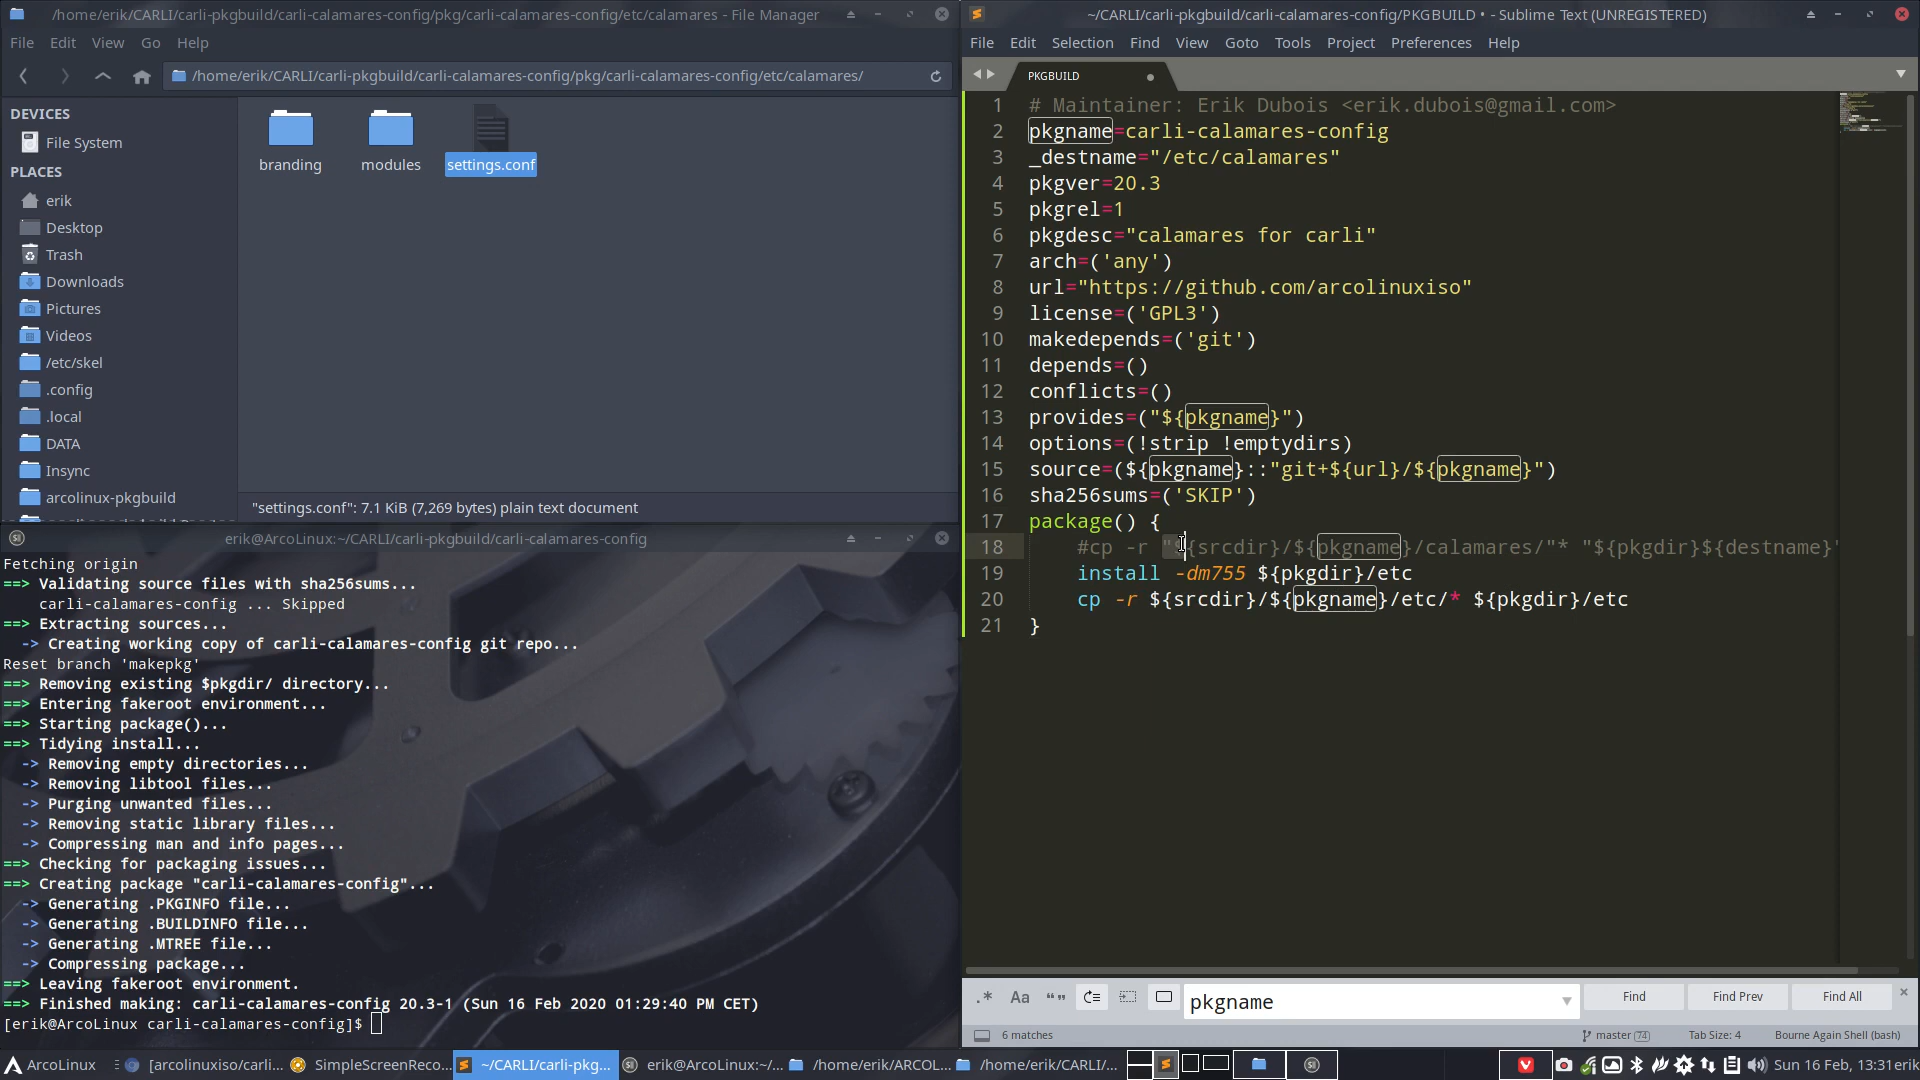 /home/erik/CARLI/carli-pkgbuild/carli-calamares-config/pkg/carli-calamares-config/etc/calamares - File Manager
File Edit View Go Help
/home/erik/CARLI/carli-pkgbuild/carli-calamares-config/pkg/carli-calamares-config/etc/calamares/
DEVICES
File System
PLACES
erik
Desktop
Trash
Downloads
Pictures
Videos
/etc/skel
.config
.local
DATA
Insync
arcolinux-pkgbuild
branding
modules
settings.conf
"settings.conf": 7.1 KiB (7,269 bytes) plain text document
erik@ArcoLinux:~/CARLI/carli-pkgbuild/carli-calamares-config
Fetching origin
==> Validating source files with sha256sums...
carli-calamares-config ... Skipped
==> Extracting sources...
-> Creating working copy of carli-calamares-config git repo...
Reset branch 'makepkg'
==> Removing existing $pkgdir/ directory...
==> Entering fakeroot environment...
==> Starting package()...
==> Tidying install...
-> Removing empty directories...
-> Removing libtool files...
-> Purging unwanted files...
-> Removing static library files...
-> Compressing man and info pages...
==> Checking for packaging issues...
==> Creating package "carli-calamares-config"...
-> Generating .PKGINFO file...
-> Generating .BUILDINFO file...
-> Generating .MTREE file...
-> Compressing package...
==> Leaving fakeroot environment.
==> Finished making: carli-calamares-config 20.3-1 (Sun 16 Feb 2020 01:29:40 PM CET)
[erik@ArcoLinux carli-calamares-config]$
~/CARLI/carli-pkgbuild/carli-calamares-config/PKGBUILD • - Sublime Text (UNREGISTERED)
File Edit Selection Find View Goto Tools Project Preferences Help
PKGBUILD
1 # Maintainer: Erik Dubois <erik.dubois@gmail.com>
2 pkgname=carli-calamares-config
3 _destname="/etc/calamares"
4 pkgver=20.3
5 pkgrel=1
6 pkgdesc="calamares for carli"
7 arch=('any')
8 url="https://github.com/arcolinuxiso"
9 license=('GPL3')
10 makedepends=('git')
11 depends=()
12 conflicts=()
13 provides=("${pkgname}")
14 options=(!strip !emptydirs)
15 source=(${pkgname}::"git+${url}/${pkgname}")
16 sha256sums=('SKIP')
17 package() {
18 #cp -r "${srcdir}/${pkgname}/calamares/"* "${pkgdir}${destname}"
19 install -dm755 ${pkgdir}/etc
20 cp -r ${srcdir}/${pkgname}/etc/* ${pkgdir}/etc
21 }
.* Aa “” pkgname Find Find Prev Find All
6 matches master 74 Tab Size: 4 Bourne Again Shell (bash)
ArcoLinux [arcolinuxiso/carli... SimpleScreenReco... ~/CARLI/carli-pkg... erik@ArcoLinux:~/... /home/erik/ARCOL... /home/erik/CARLI/... Sun 16 Feb, 13:31 erik